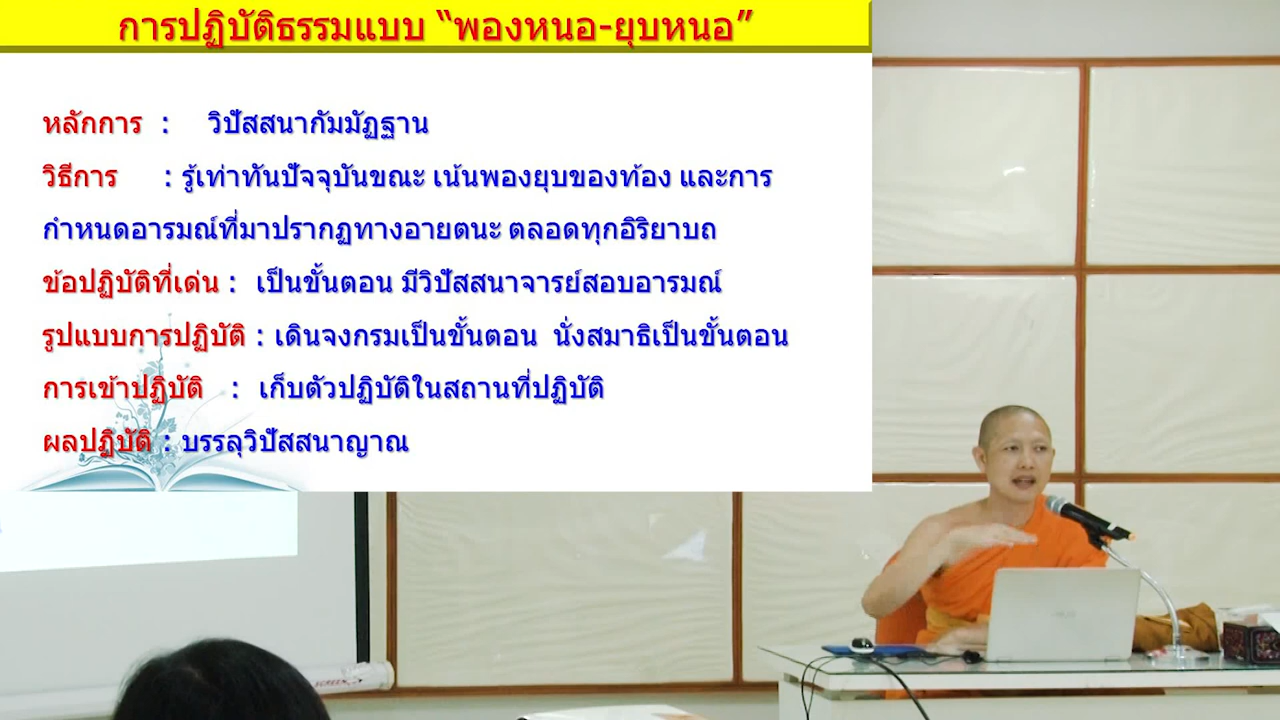 การปฏิบัติธรรมแบบ “พองหนอ-ยุบหนอ”
หลักการ : วิปัสสนากัมมัฏฐาน
วิธีการ : รู้เท่าทันปัจจุบันขณะ เน้นพองยุบของท้อง และการ
กำหนดอารมณ์ที่มาปรากฏทางอายตนะ ตลอดทุกอิริยาบถ
ข้อปฏิบัติที่เด่น : เป็นขั้นตอน มีวิปัสสนาจารย์สอบอารมณ์
รูปแบบการปฏิบัติ : เดินจงกรมเป็นขั้นตอน นั่งสมาธิเป็นขั้นตอน
การเข้าปฏิบัติ : เก็บตัวปฏิบัติในสถานที่ปฏิบัติ
ผลปฏิบัติ : บรรลุวิปัสสนาญาณ